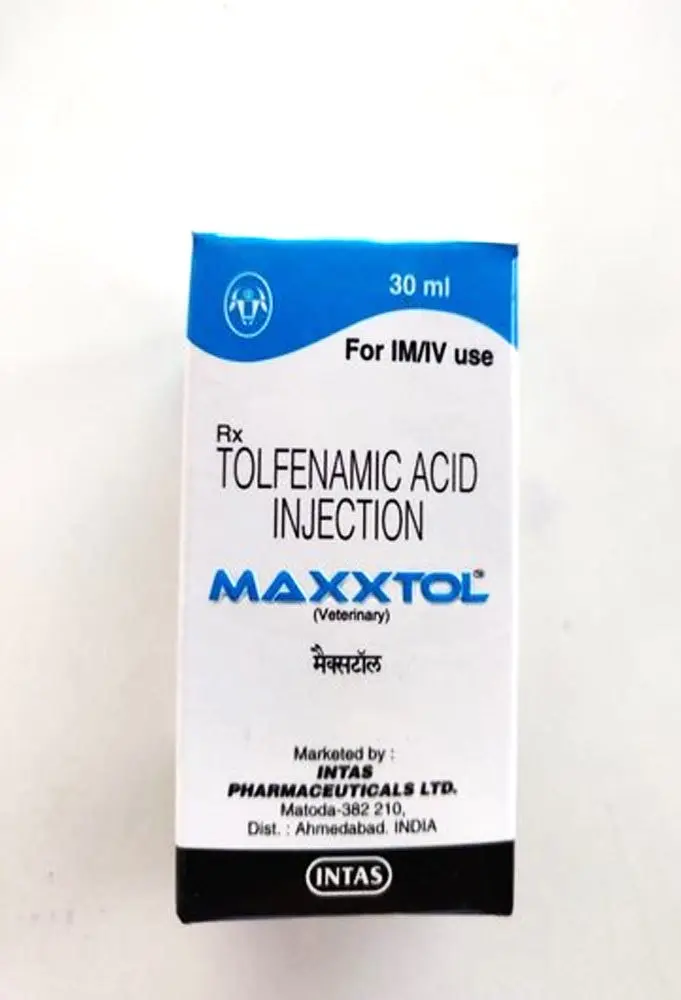 30 ml
For IM/IV use
Rx
TOLFENAMIC ACID
INJECTION
MAXXTOL
(Veterinary)
मैक्सटॉल
Marketed by :
INTAS
PHARMACEUTICALS LTD.
Matoda-382 210,
Dist. : Ahmedabad. INDIA
INTAS